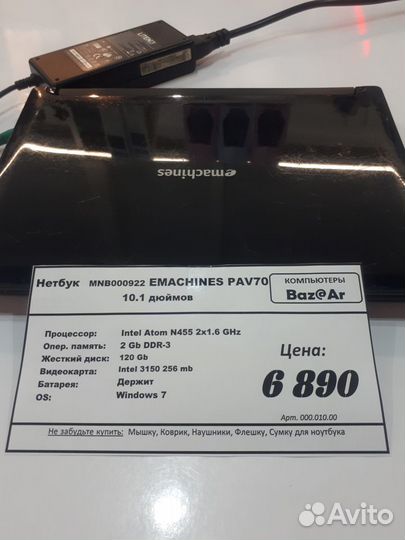 LITEON
emachines
Нетбук MNB000922 EMACHINES PAV70
10.1 дюймов
КОМПЬЮТЕРЫ
Baz@Ar
Процессор: Intel Atom N455 2x1.6 GHz
Опер. память: 2 Gb DDR-3
Жесткий диск: 120 Gb
Видеокарта: Intel 3150 256 mb
Батарея: Держит
OS: Windows 7
Цена:
6 890
Арт. 000.010.00
Не забудьте купить: Мышку, Коврик, Наушники, Флешку, Сумку для ноутбука
Avito